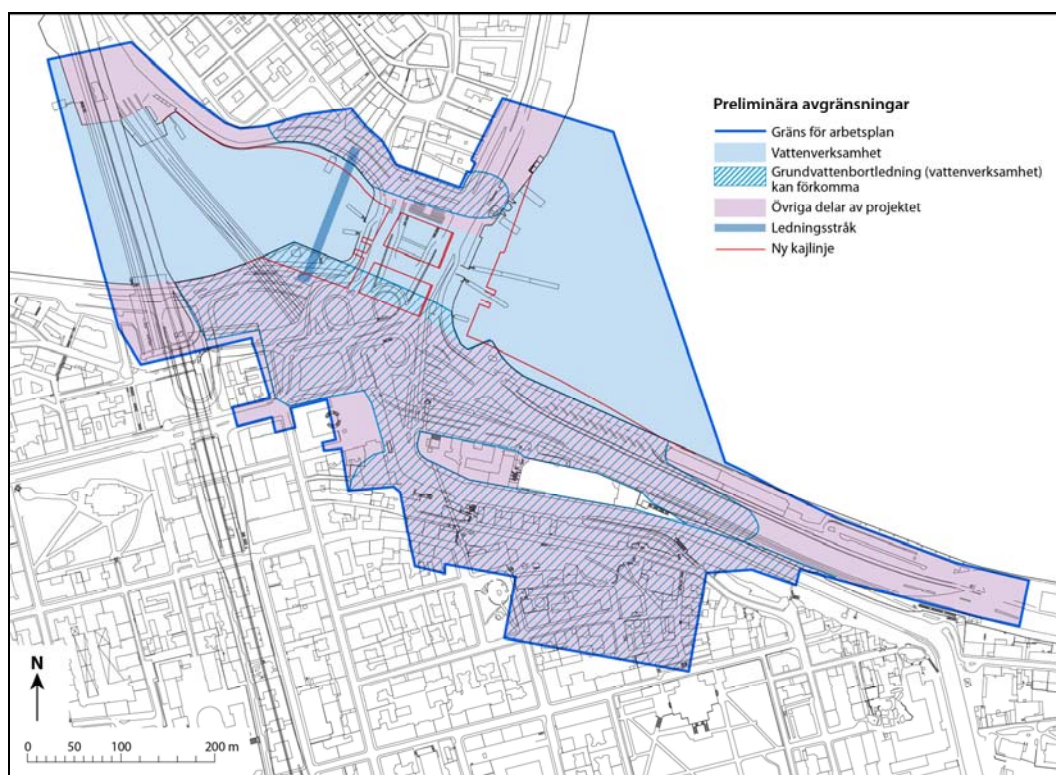 Preliminära avgränsningar
Gräns för arbetsplan
Vattenverksamhet
Grundvattenbortledning (vattenverksamhet)
kan förkomma
Övriga delar av projektet
Ledningsstråk
Ny kajlinje
N
0 50 100 200 m